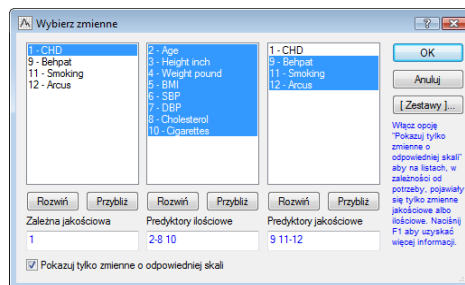 Wybierz zmienne
1 - CHD
9 - Behpat
11 - Smoking
12 - Arcus
2 - Age
3 - Height inch
4 - Weight pound
5 - BMI
6 - SBP
7 - DBP
8 - Cholesterol
10 - Cigarettes
1 - CHD
9 - Behpat
11 - Smoking
12 - Arcus
OK
Anuluj
[ Zestawy ]...
Włącz opcję
"Pokazuj tylko
zmienne o
odpowiedniej skali"
aby na listach, w
zależności od
potrzeby, pojawiały
się tylko zmienne
jakościowe albo
ilościowe. Naciśnij
F1 aby uzyskać
więcej informacji.
Rozwiń Przybliż Rozwiń Przybliż Rozwiń Przybliż
Zależna jakościowa Predyktory ilościowe Predyktory jakościowe
1 2-8 10 9 11-12
Pokazuj tylko zmienne o odpowiedniej skali